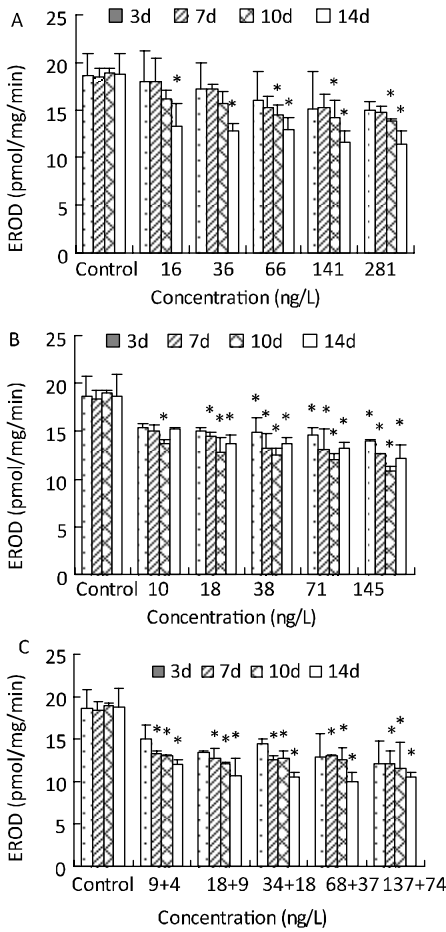 A
3d 7d 10d 14d
EROD (pmol/mg/min)
25
20
15
10
5
0
* * * * * * * *
Control 16 36 66 141 281
Concentration (ng/L)
B
3d 7d 10d 14d
EROD (pmol/mg/min)
25
20
15
10
5
0
* * * * * * * * * * * * * * * *
Control 10 18 38 71 145
Concentration (ng/L)
C
3d 7d 10d 14d
EROD (pmol/mg/min)
25
20
15
10
5
0
* * * * * * * * * * * * * * *
Control 9+4 18+9 34+18 68+37 137+74
Concentration (ng/L)